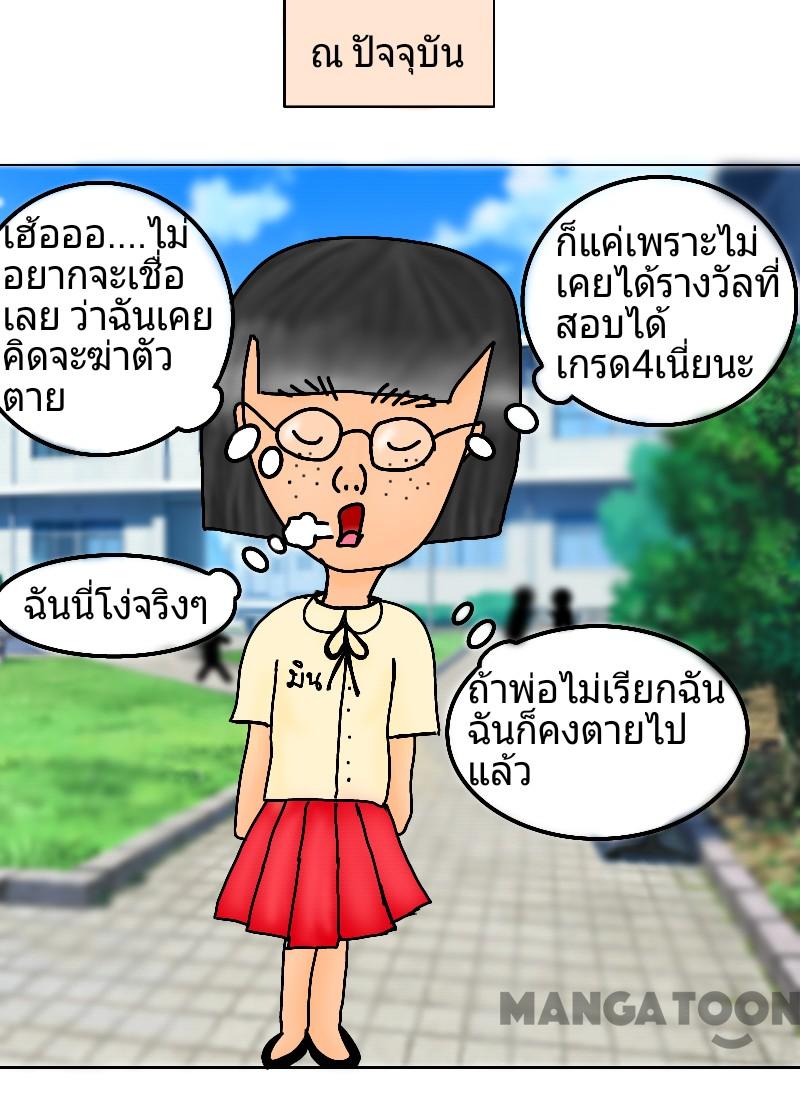 ณ ปัจจุบัน
เฮ้อออ....ไม่
อยากจะเชื่อ
เลย ว่าฉันเคย
คิดจะฆ่าตัว
ตาย
ก็แค่เพราะไม่
เคยได้รางวัลที่
สอบได้
เกรด4เนี่ยนะ
ฉันนี่โง่จริงๆ
ถ้าพ่อไม่เรียกฉัน
ฉันก็คงตายไป
แล้ว
มิน
MANGATOON